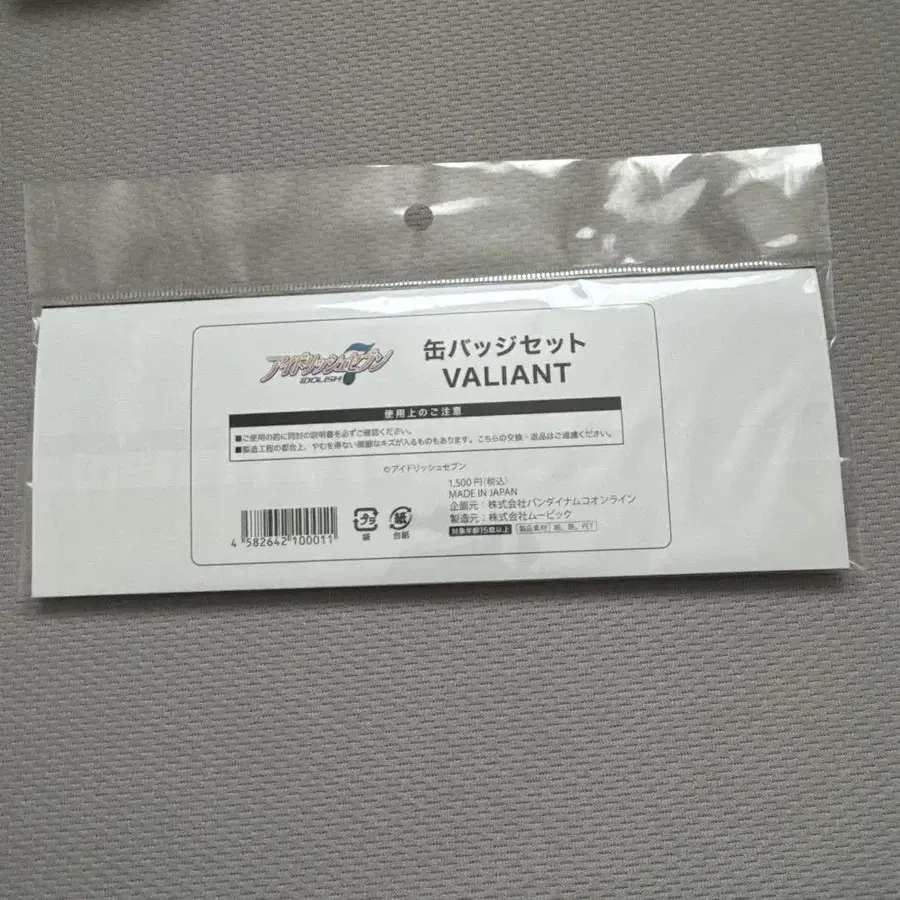 アイドリッシュセブン
IDOLiSH7
缶バッジセット
VALIANT
使用上のご注意
■ご使用の前に同封の説明書を必ずご確認ください。
■製造工程の都合上、やむを得ない微細なキズが入るものもあります。こちらの交換・返品はご遠慮ください。
©アイドリッシュセブン
1,500円(税込)
MADE IN JAPAN
企画元:株式会社バンダイナムコオンライン
製造元:株式会社ムービック
対象年齢15歳以上 製品素材 紙、鉄、PET
4 582642 100011
プラ
袋
紙
台紙